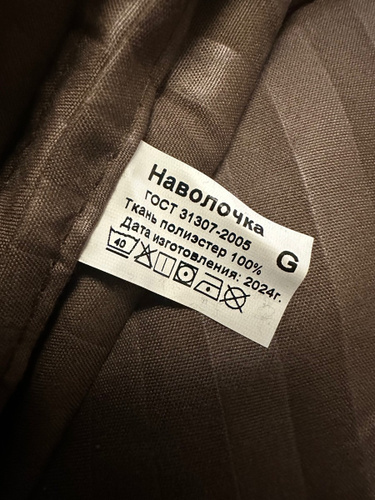 Наволочка
ГОСТ 31307-2005
Ткань полиэстер 100%
Дата изготовления: 2024г.
G
40